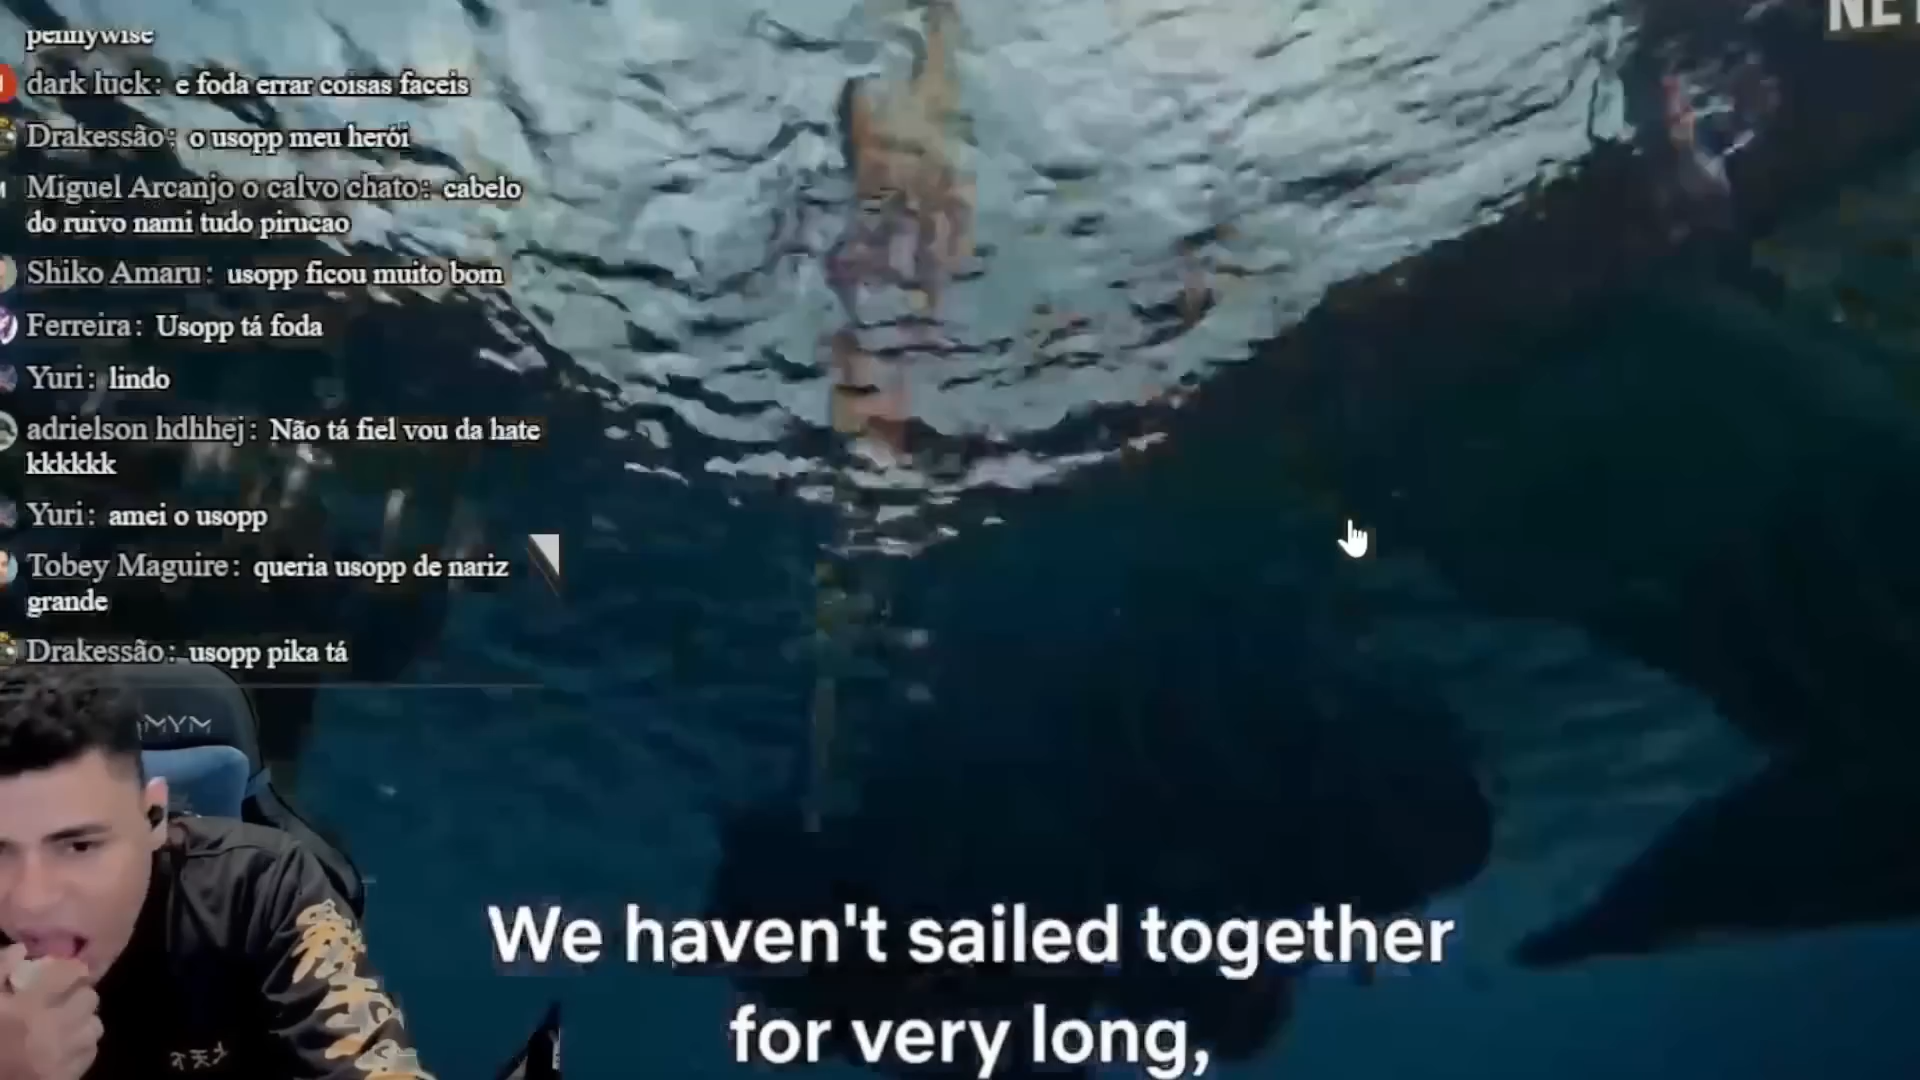 NET
pennywise
dark luck: e foda errar coisas faceis
Drakessão: o usopp meu herói
Miguel Arcanjo o calvo chato: cabelo
do ruivo nami tudo pirucao
Shiko Amaru: usopp ficou muito bom
Ferreira: Usopp tá foda
Yuri: lindo
adrielson hdhhej: Não tá fiel vou da hate
kkkkkk
Yuri: amei o usopp
Tobey Maguire: queria usopp de nariz
grande
Drakessão: usopp pika tá
MYM
We haven't sailed together
for very long,